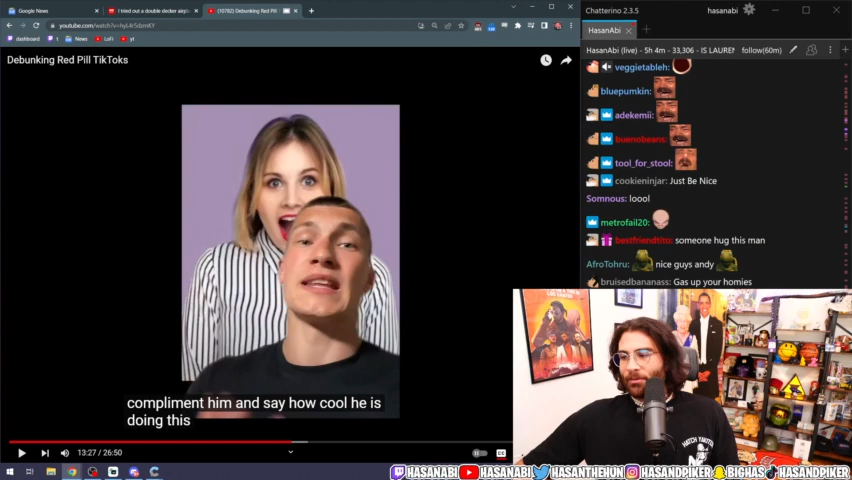 Google News
I tried out a double decker airp
(10782) Debunking Red Pill
youtube.com/watch?v=hyL4r5dzmKY
dashboard
t
News
LoFi
yt
Debunking Red Pill TikToks
compliment him and say how cool he is
doing this
13:27 / 26:50
Chatterino 2.3.5
hasanabi
HasanAbi
HasanAbi (live) - 5h 4m - 33,306 - IS LAUREN
follow(60m)
veggietableh:
bluepumkin:
adekemii:
buenobeans:
tool_for_stool:
cookieninjar: Just Be Nice
Somnous: loool
metrofail20:
bestfriendtito: someone hug this man
AfroTohru: nice guys andy
bruisedbananass: Gas up your homies
HASANABI
HASANABI
HASANTHEHUN
HASANDPIKER
BIGHAS
HASANDPIKER